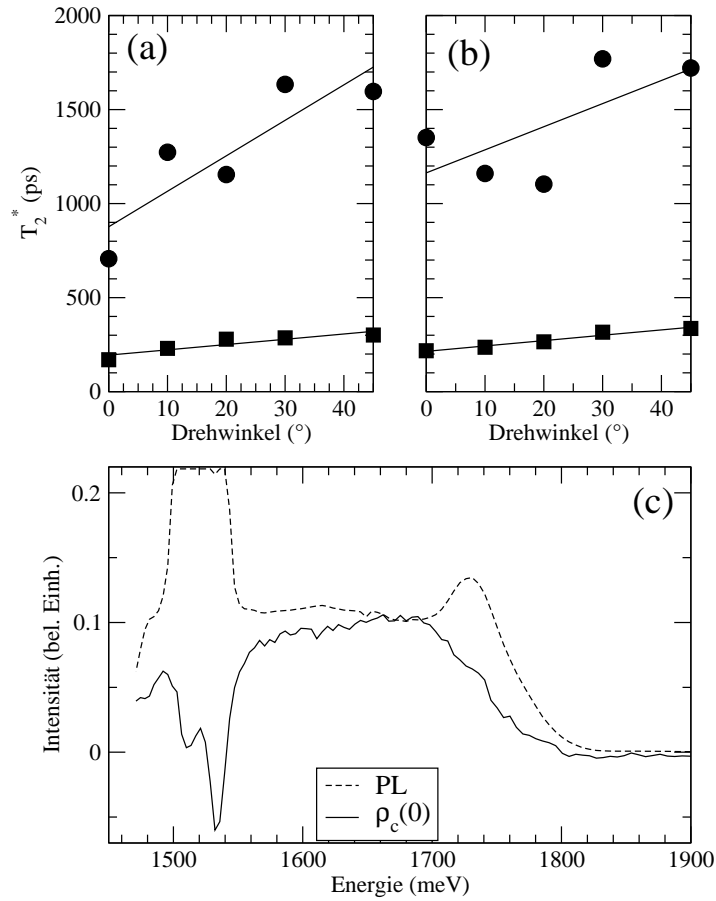 2000
1500
1000
500
0
T₂* (ps)
(a)
(b)
0 10 20 30 40
0 10 20 30 40
Drehwinkel (°)
Drehwinkel (°)
(c)
0.2
0.1
0
Intensität (bel. Einh.)
PL
ρc(0)
1500 1600 1700 1800 1900
Energie (meV)